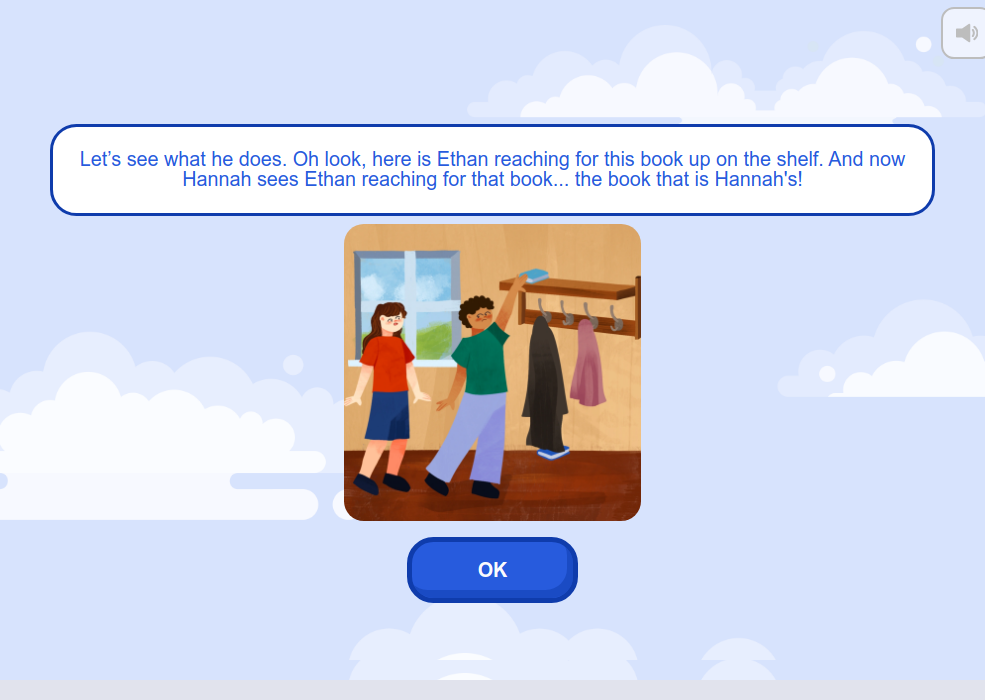 Let’s see what he does. Oh look, here is Ethan reaching for this book up on the shelf. And now
Hannah sees Ethan reaching for that book... the book that is Hannah's!
OK